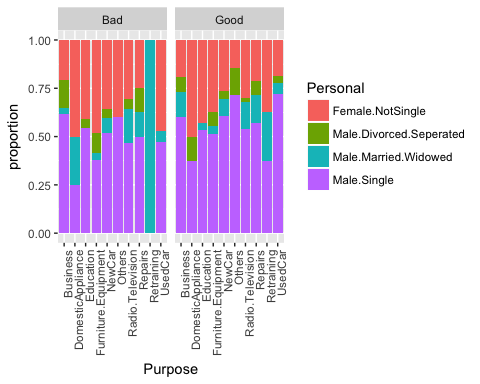 Bad Good
1.00
0.75
0.50
0.25
0.00
proportion
Business
DomesticAppliance
Education
Furniture.Equipment
NewCar
Others
Radio.Television
Repairs
Retraining
UsedCar
Business
DomesticAppliance
Education
Furniture.Equipment
NewCar
Others
Radio.Television
Repairs
Retraining
UsedCar
Purpose
Personal
Female.NotSingle
Male.Divorced.Seperated
Male.Married.Widowed
Male.Single